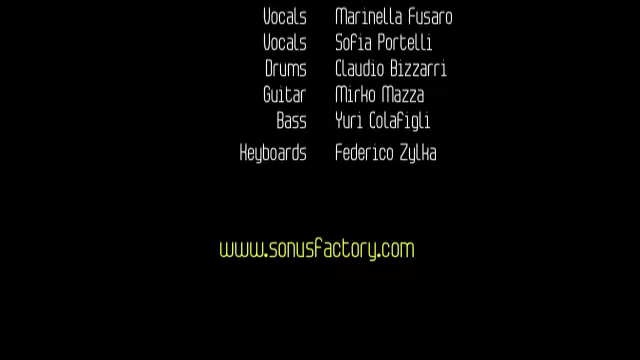 Vocals Marinella Fusaro
Vocals Sofia Portelli
Drums Claudio Bizzarri
Guitar Mirko Mazza
Bass Yuri Colafigli
Keyboards Federico Zylka
www.sonusfactory.com